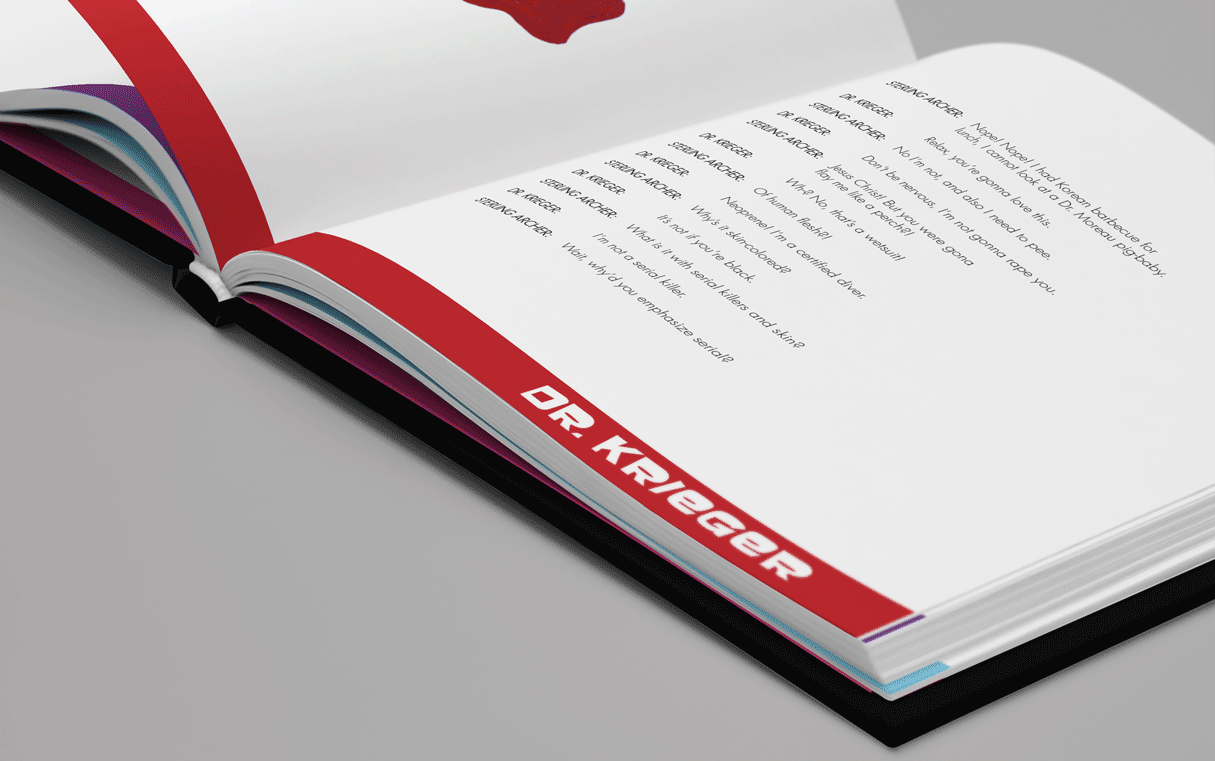 STERLING ARCHER: Nope! Nope! I had Korean barbecue for
lunch, I cannot look at a Dr. Moreau pig-baby.
DR. KRIEGER: Relax, you're gonna love this.
STERLING ARCHER: No I'm not, and also I need to pee.
DR. KRIEGER: Don't be nervous, I'm not gonna rape you.
STERLING ARCHER: Jesus Christ! But you were gona
flay me like a perch?!
DR. KRIEGER: Wh-? No, that's a wetsuit!
STERLING ARCHER: Of human flesh?!
DR. KRIEGER: Neoprene! I'm a certified diver.
STERLING ARCHER: Why's it skin-colored?
DR. KRIEGER: It's not if you're black.
STERLING ARCHER: What is it with serial killers and skin?
DR. KRIEGER: I'm not a serial killer.
STERLING ARCHER: Wait, why'd you emphasize serial?
DR. KRIEGER